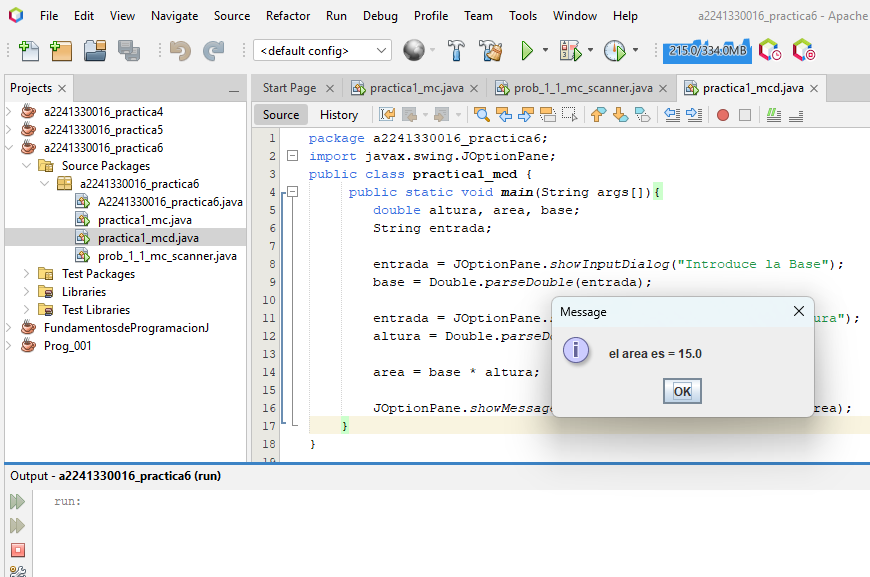 File Edit View Navigate Source Refactor Run Debug Profile Team Tools Window Help a2241330016_practica6 - Apache
<default config> 215.0/334.0MB
Projects Start Page practica1_mc.java prob_1_1_mc_scanner.java practica1_mcd.java
Source History
a2241330016_practica4
a2241330016_practica5
a2241330016_practica6
Source Packages
a2241330016_practica6
A2241330016_practica6.java
practica1_mc.java
practica1_mcd.java
prob_1_1_mc_scanner.java
Test Packages
Libraries
Test Libraries
FundamentosdeProgramacionJ
Prog_001
1 package a2241330016_practica6;
2 import javax.swing.JOptionPane;
3 public class practica1_mcd {
4 public static void main(String args[]){
5 double altura, area, base;
6 String entrada;
7
8 entrada = JOptionPane.showInputDialog("Introduce la Base");
9 base = Double.parseDouble(entrada);
10
11 entrada = JOptionPane. ura");
12 altura = Double.parseDo
13
14 area = base * altura;
15
16 JOptionPane.showMessag rea);
17 }
18 }
19
Message
el area es = 15.0
OK
Output - a2241330016_practica6 (run)
run: